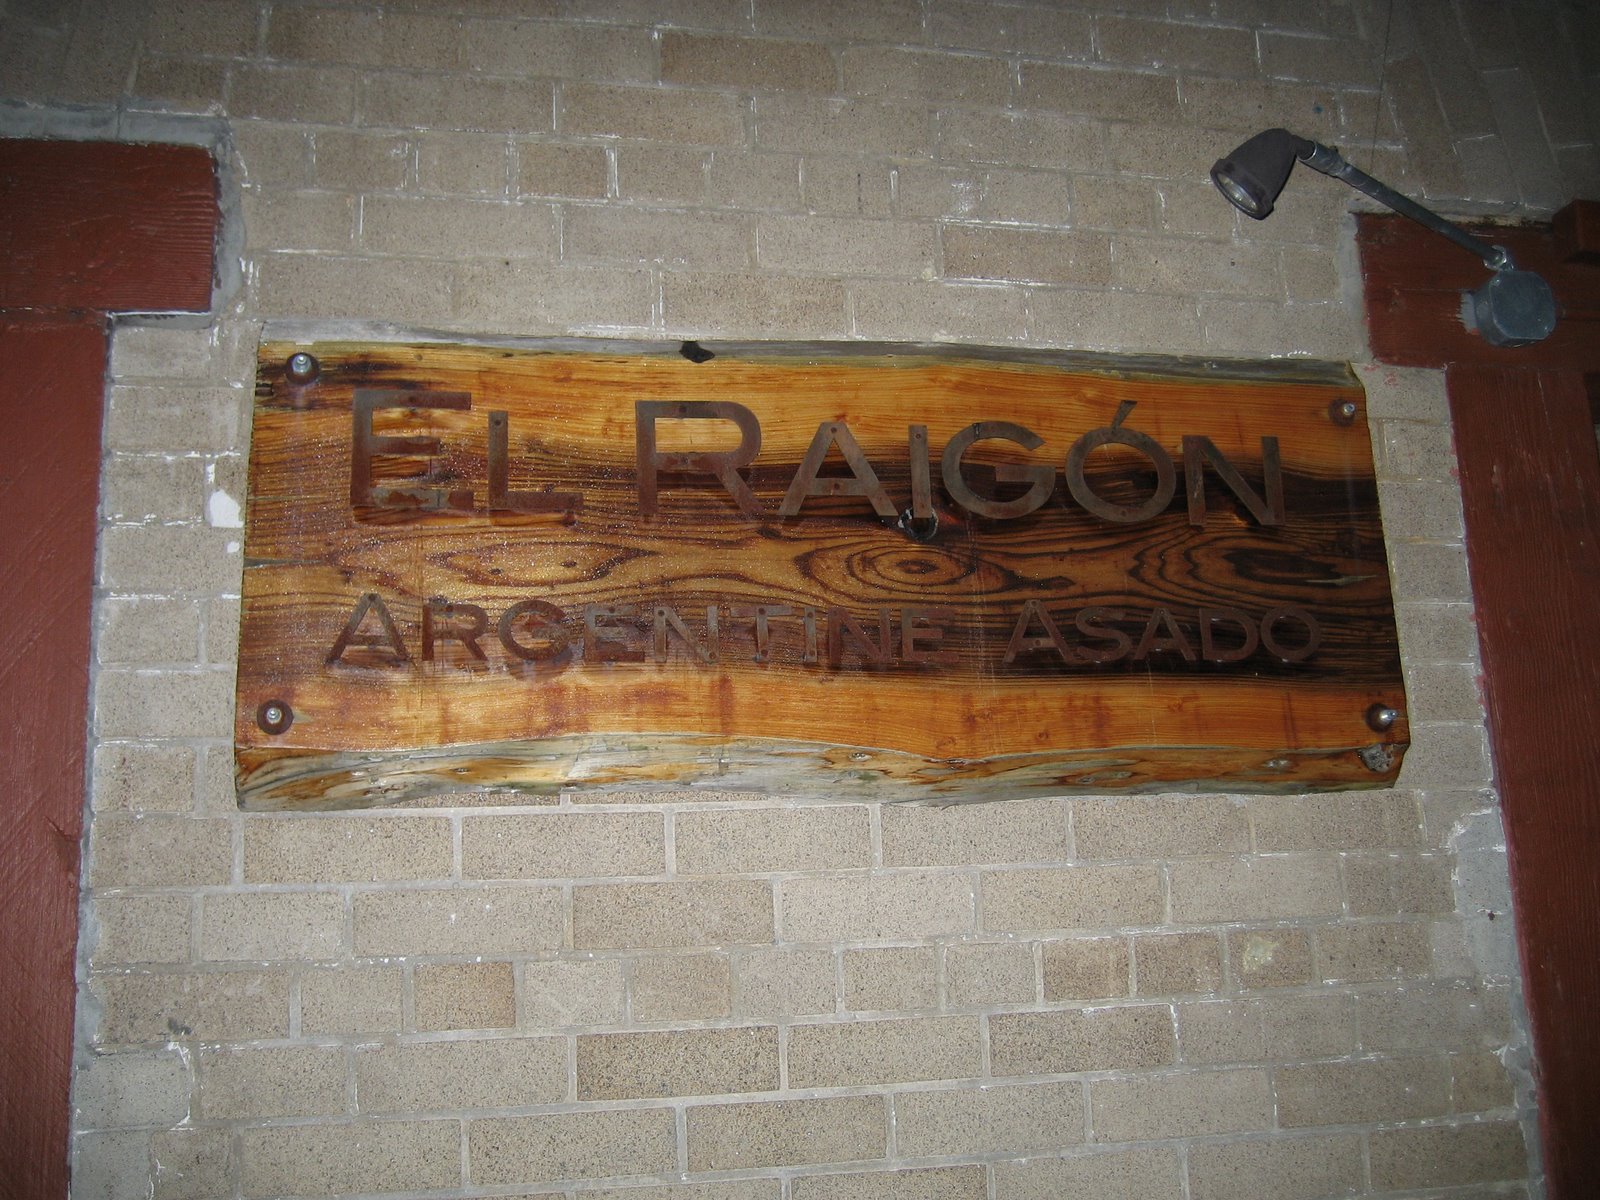 El Raigón
Argentine Asado